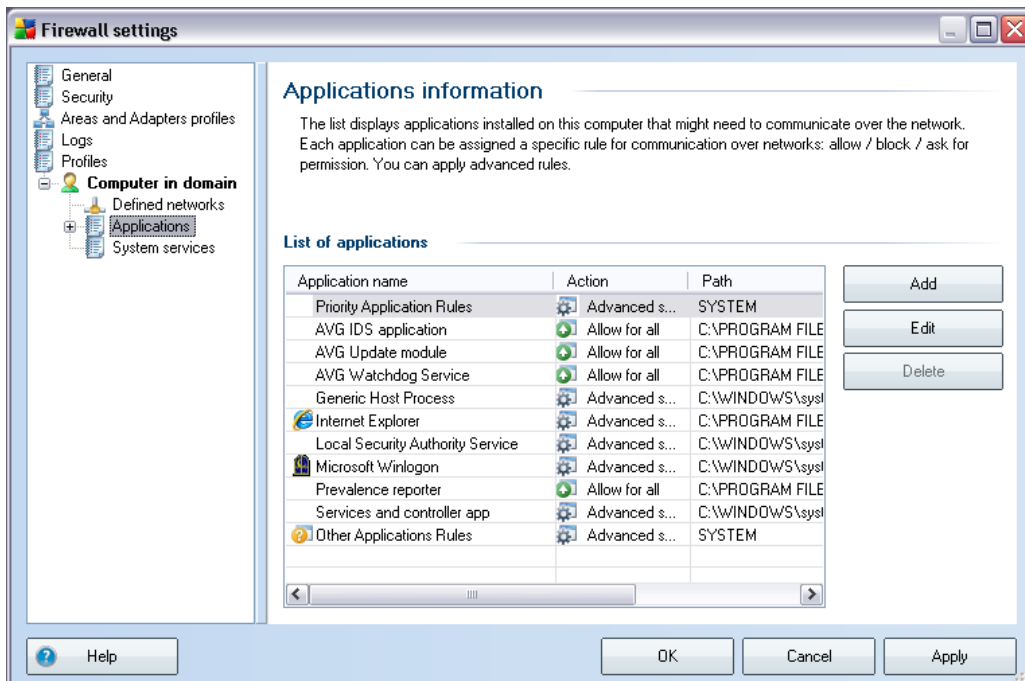 Firewall settings
General
Security
Areas and Adapters profiles
Logs
Profiles
Computer in domain
Defined networks
Applications
System services
Applications information
The list displays applications installed on this computer that might need to communicate over the network.
Each application can be assigned a specific rule for communication over networks: allow / block / ask for
permission. You can apply advanced rules.
List of applications
Application name Action Path
Priority Application Rules Advanced s... SYSTEM
AVG IDS application Allow for all C:\PROGRAM FILE
AVG Update module Allow for all C:\PROGRAM FILE
AVG Watchdog Service Allow for all C:\PROGRAM FILE
Generic Host Process Advanced s... C:\WINDOWS\syst
Internet Explorer Advanced s... C:\PROGRAM FILE
Local Security Authority Service Advanced s... C:\WINDOWS\syst
Microsoft Winlogon Advanced s... C:\WINDOWS\syst
Prevalence reporter Allow for all C:\PROGRAM FILE
Services and controller app Advanced s... C:\WINDOWS\syst
Other Applications Rules Advanced s... SYSTEM
Add
Edit
Delete
Help
OK
Cancel
Apply